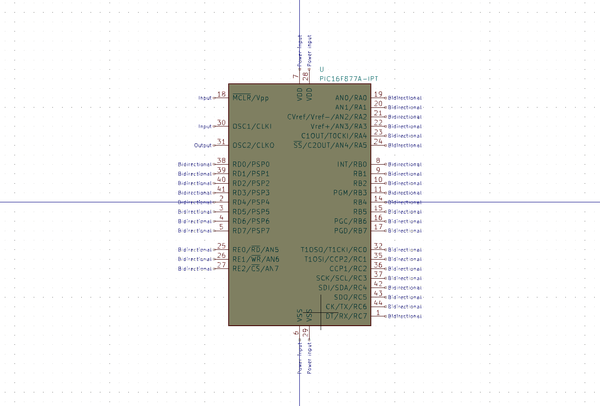 Power input
Power input
U
PIC16F877A-IPT
7
28
VDD
VDD
Input 18 MCLR/Vpp
Input 30 OSC1/CLKI
Output 31 OSC2/CLKO
Bidirectional 38 RD0/PSP0
Bidirectional 39 RD1/PSP1
Bidirectional 40 RD2/PSP2
Bidirectional 41 RD3/PSP3
Bidirectional 2 RD4/PSP4
Bidirectional 3 RD5/PSP5
Bidirectional 4 RD6/PSP6
Bidirectional 5 RD7/PSP7
Bidirectional 25 RE0/RD/AN5
Bidirectional 26 RE1/WR/AN6
Bidirectional 27 RE2/CS/AN7
AN0/RA0 19 Bidirectional
AN1/RA1 20 Bidirectional
CVref/Vref-/AN2/RA2 21 Bidirectional
Vref+/AN3/RA3 22 Bidirectional
C1OUT/T0CKI/RA4 23 Bidirectional
SS/C2OUT/AN4/RA5 24 Bidirectional
INT/RB0 8 Bidirectional
RB1 9 Bidirectional
RB2 10 Bidirectional
PGM/RB3 11 Bidirectional
RB4 14 Bidirectional
RB5 15 Bidirectional
PGC/RB6 16 Bidirectional
PGD/RB7 17 Bidirectional
T1OSO/T1CKI/RC0 32 Bidirectional
T1OSI/CCP2/RC1 35 Bidirectional
CCP1/RC2 36 Bidirectional
SCK/SCL/RC3 37 Bidirectional
SDI/SDA/RC4 42 Bidirectional
SDO/RC5 43 Bidirectional
CK/TX/RC6 44 Bidirectional
DT/RX/RC7 1 Bidirectional
VSS
VSS
6
29
Power input
Power input